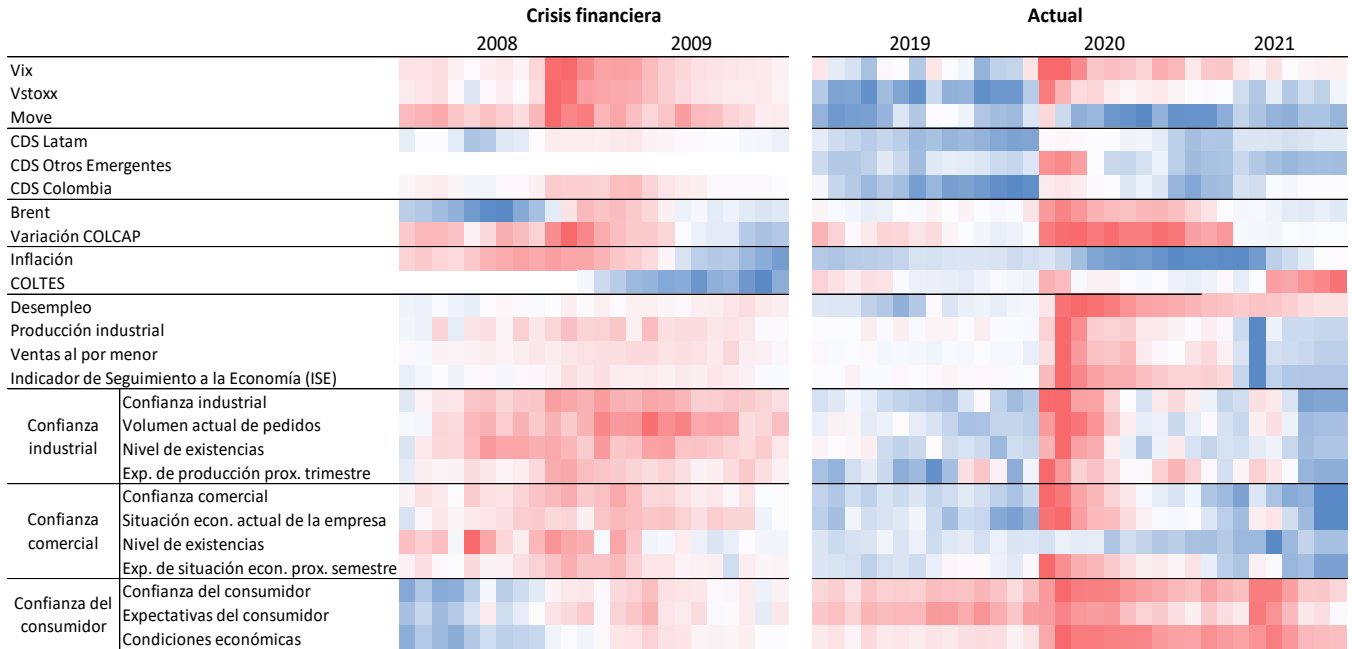 Crisis financiera Actual
2008 2009 2019 2020 2021
Vix
Vstoxx
Move
CDS Latam
CDS Otros Emergentes
CDS Colombia
Brent
Variación COLCAP
Inflación
COLTES
Desempleo
Producción industrial
Ventas al por menor
Indicador de Seguimiento a la Economía (ISE)
Confianza industrial
Confianza industrial
Volumen actual de pedidos
Nivel de existencias
Exp. de producción prox. trimestre
Confianza comercial
Confianza comercial
Situación econ. actual de la empresa
Nivel de existencias
Exp. de situación econ. prox. semestre
Confianza del consumidor
Confianza del consumidor
Expectativas del consumidor
Condiciones económicas